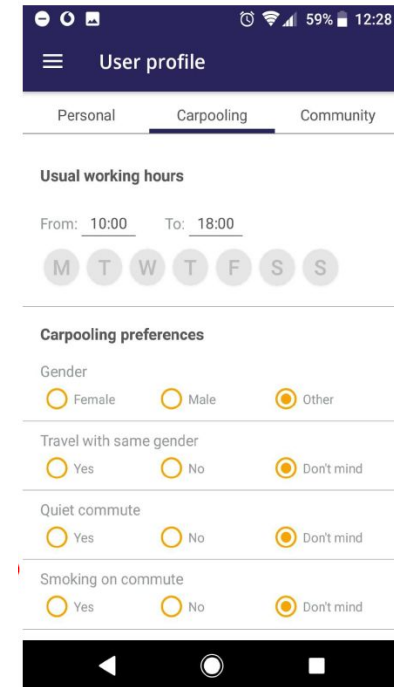 59% 12:28
User profile
Personal Carpooling Community
Usual working hours
From: 10:00 To: 18:00
M T W T F S S
Carpooling preferences
Gender
Female Male Other
Travel with same gender
Yes No Don't mind
Quiet commute
Yes No Don't mind
Smoking on commute
Yes No Don't mind